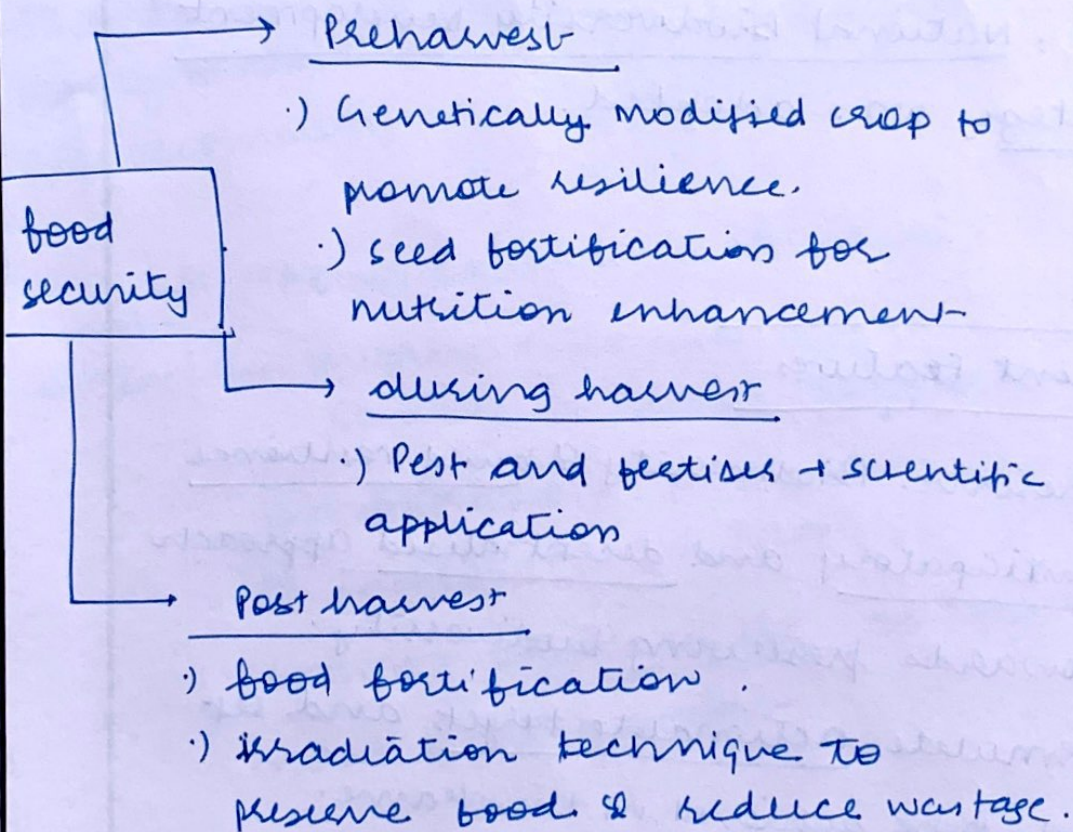 Preharvest
.) Genetically modified crop to
promote resilience.
food
security
.) seed fortification for
nutrition enhancement
during harvest
.) Pest and fertiser + scientific
application
Post harvest
.) food fortification.
.) irradiation technique to
preserve food & reduce wastage.